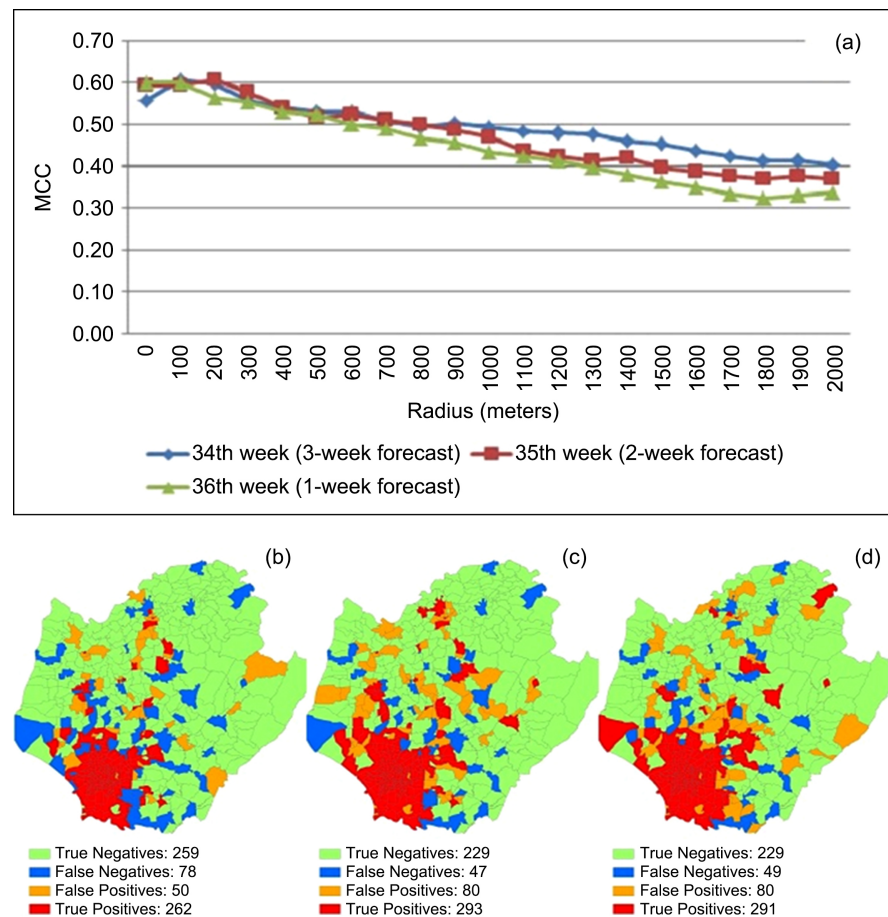 (a)
0.70
0.60
0.50
0.40
0.30
0.20
0.10
0.00
MCC
0 100 200 300 400 500 600 700 800 900 1000 1100 1200 1300 1400 1500 1600 1700 1800 1900 2000
Radius (meters)
34th week (3-week forecast) 35th week (2-week forecast)
36th week (1-week forecast)
(b) (c) (d)
True Negatives: 259
False Negatives: 78
False Positives: 50
True Positives: 262
True Negatives: 229
False Negatives: 47
False Positives: 80
True Positives: 293
True Negatives: 229
False Negatives: 49
False Positives: 80
True Positives: 291